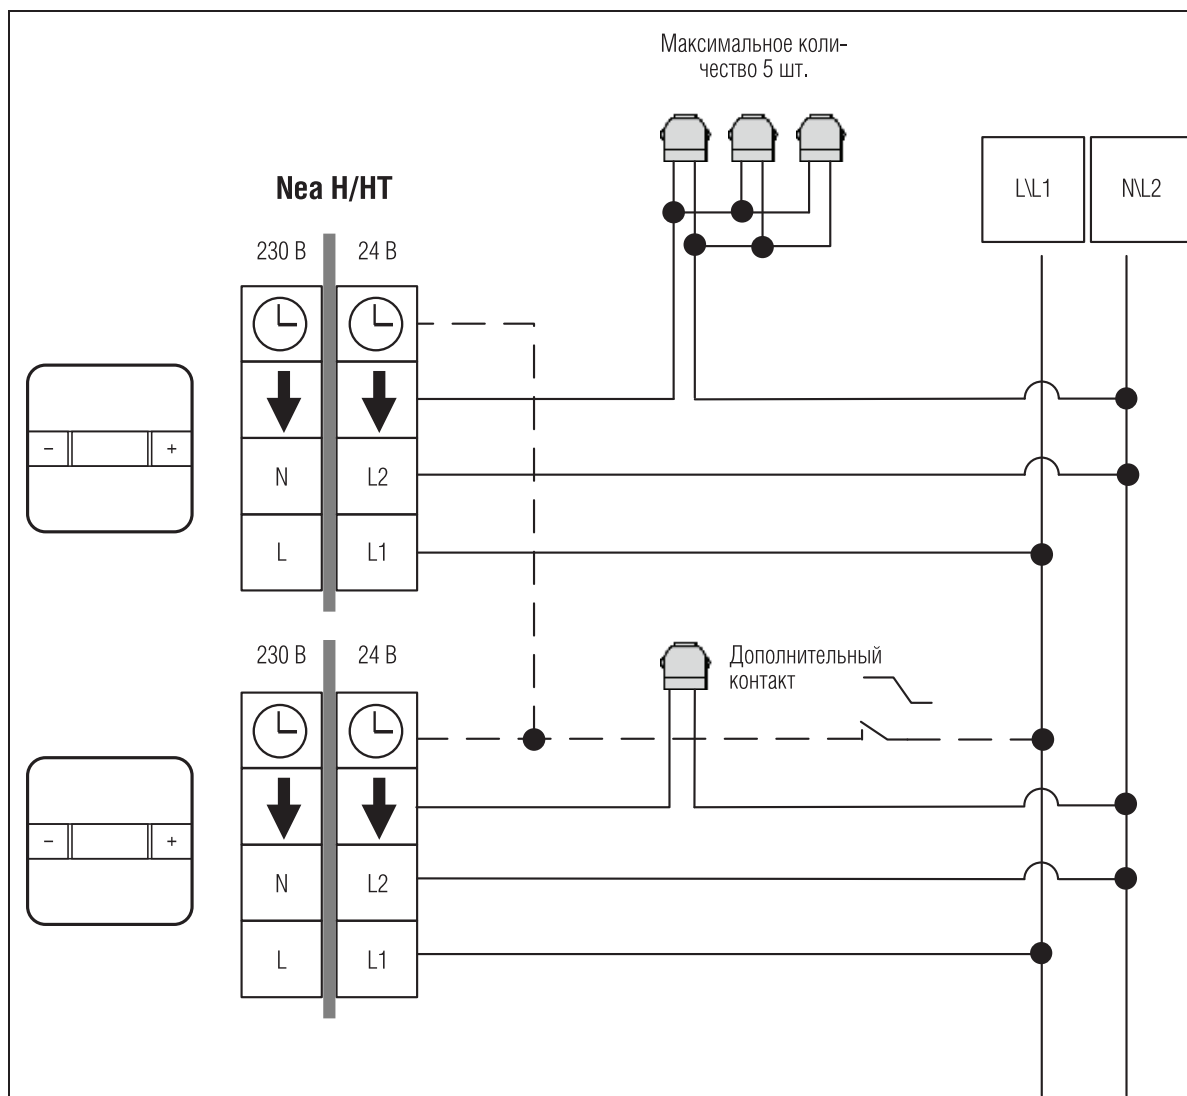 Максимальное коли-
чество 5 шт.
L\L1
N\L2
Nea H/HT
230 В
24 В
N
L2
L
L1
- +
230 В
24 В
Дополнительный
контакт
N
L2
L
L1
- +